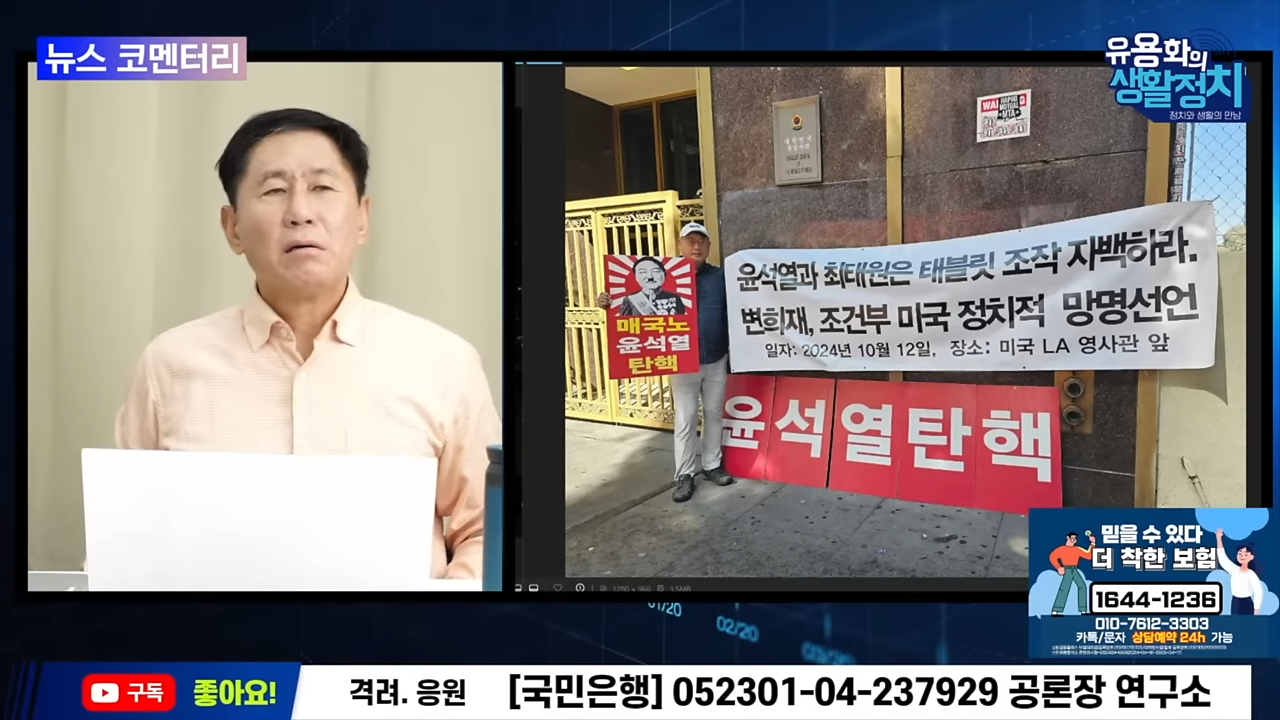 뉴스 코멘터리
유용화의
생활정치
정치와 생활의 만남
윤석열과 최태원은 태블릿 조작 자백하라.
변희재, 조건부 미국 정치적 망명선언
일자: 2024년 10월 12일, 장소: 미국 LA 영사관 앞
매국노
윤석열
탄핵
윤석열탄핵
믿을 수 있다
더 착한 보험
1644-1236
010-7612-3303
카톡/문자 상담예약 24h 가능
01/20
02/20
구독
좋아요!
격려. 응원
[국민은행] 052301-04-237929 공론장 연구소